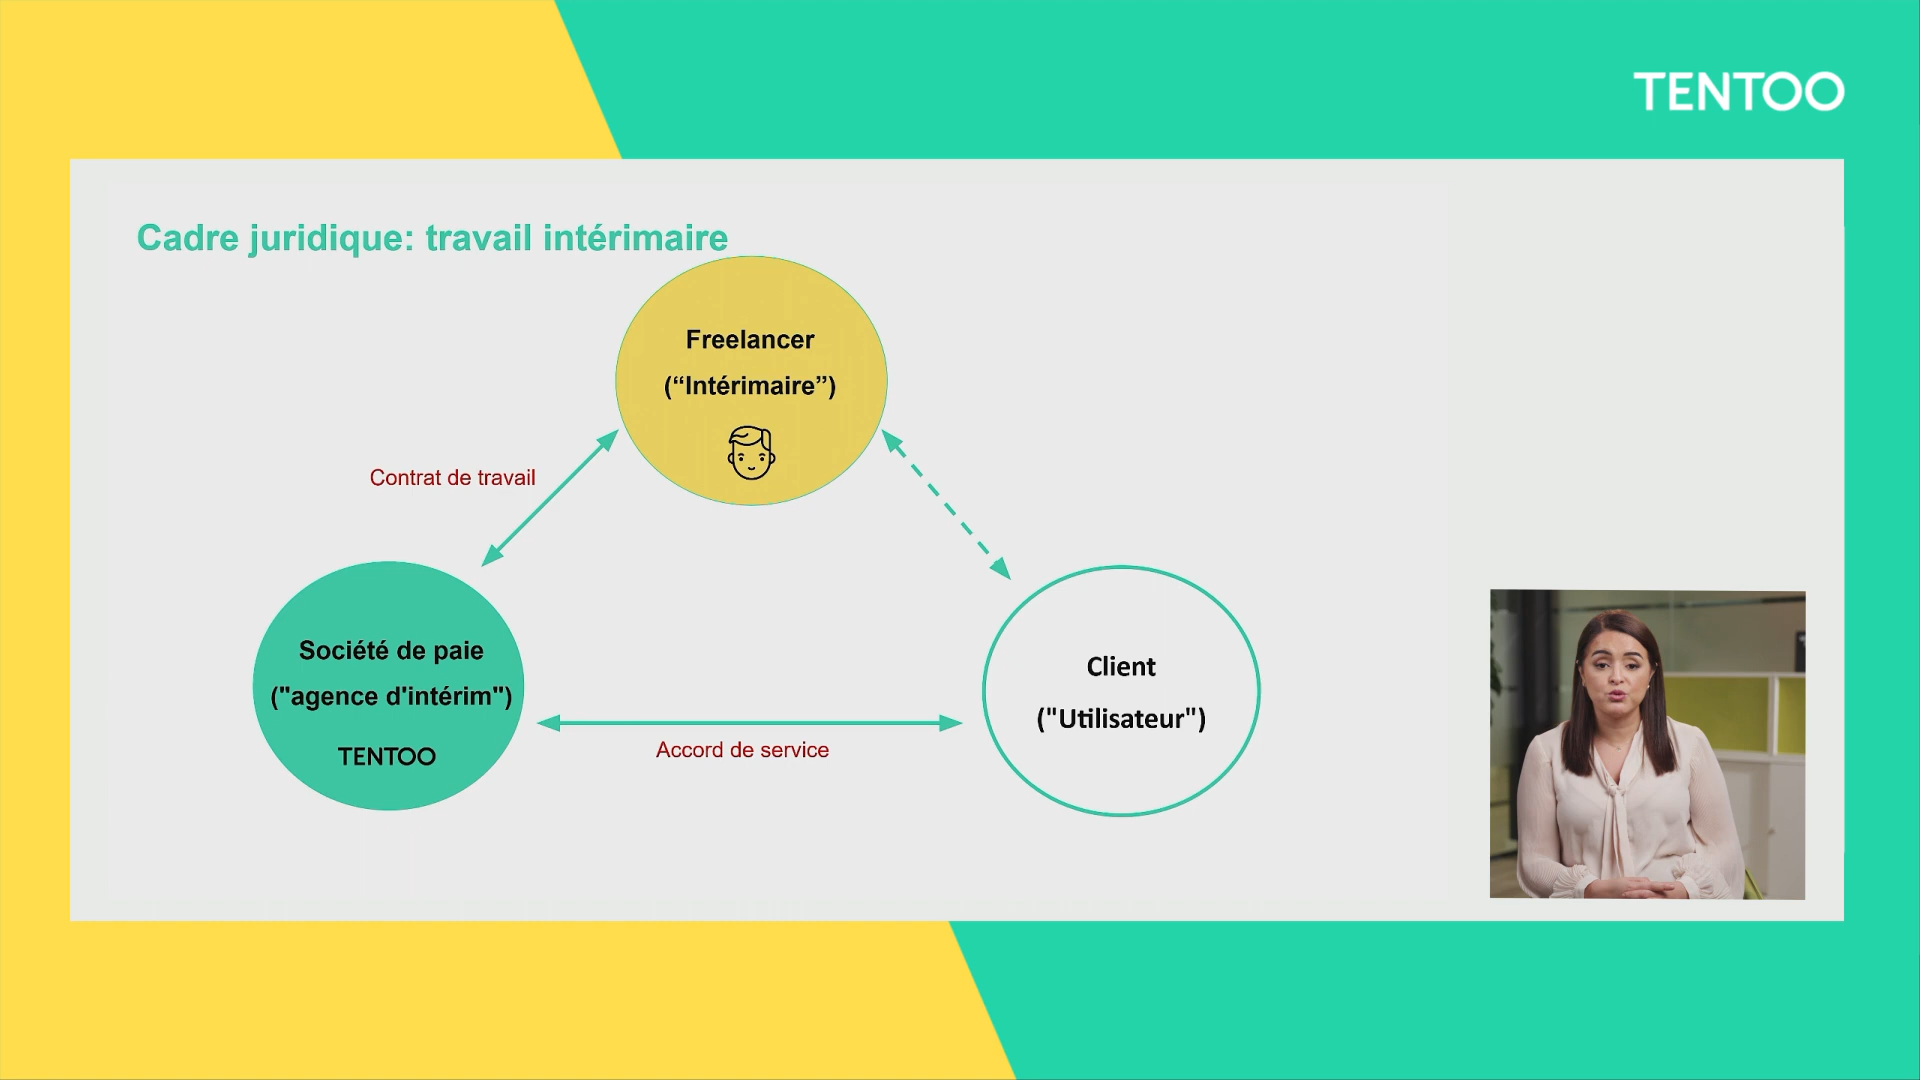 TENTOO
Cadre juridique: travail intérimaire
Freelancer
(“Intérimaire”)
Contrat de travail
Société de paie
("agence d'intérim")
TENTOO
Accord de service
Client
("Utilisateur")